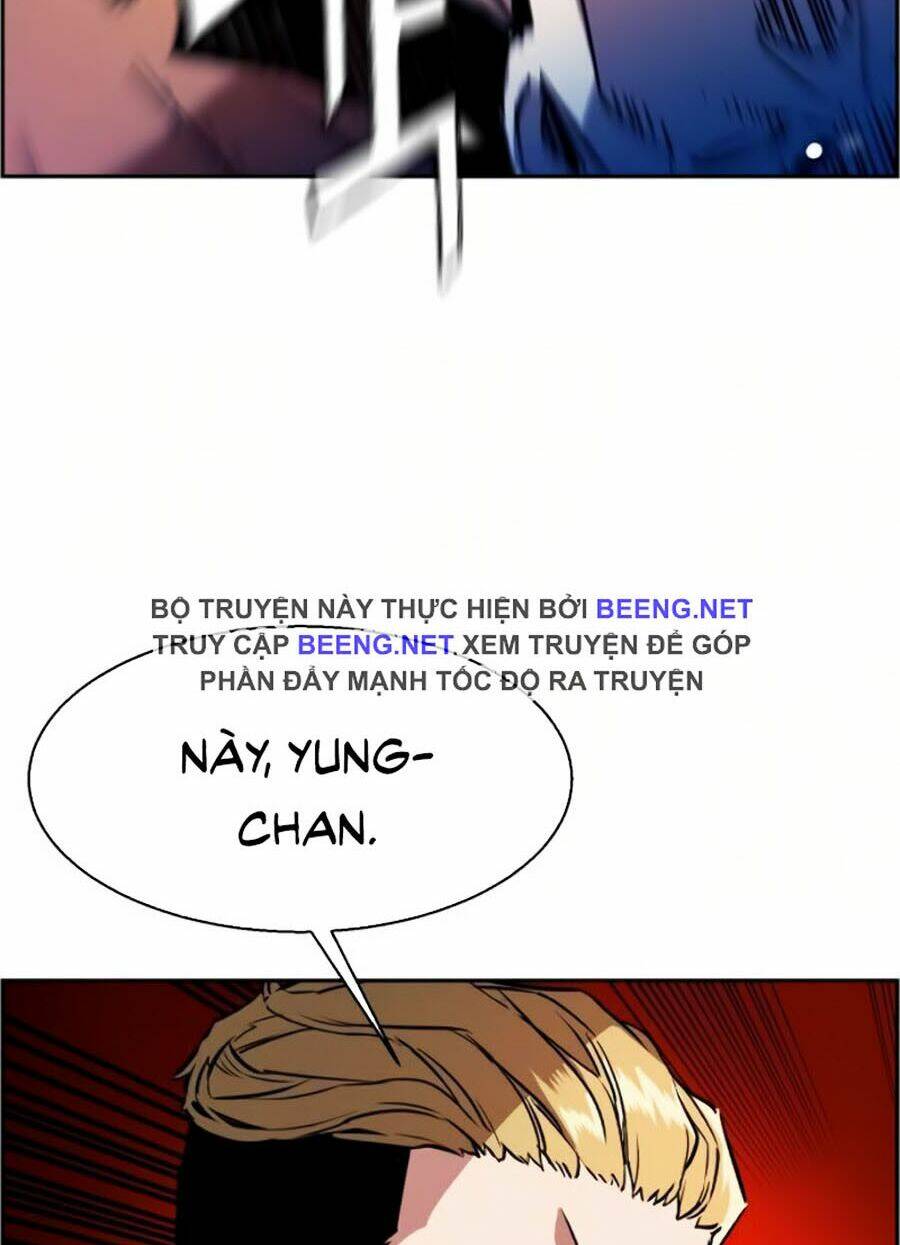 BỘ TRUYỆN NÀY THỰC HIỆN BỞI BEENG.NET
TRUY CẬP BEENG.NET XEM TRUYỆN ĐỂ GÓP
PHẦN ĐẨY MẠNH TỐC ĐỘ RA TRUYỆN
NÀY, YUNG-
CHAN.